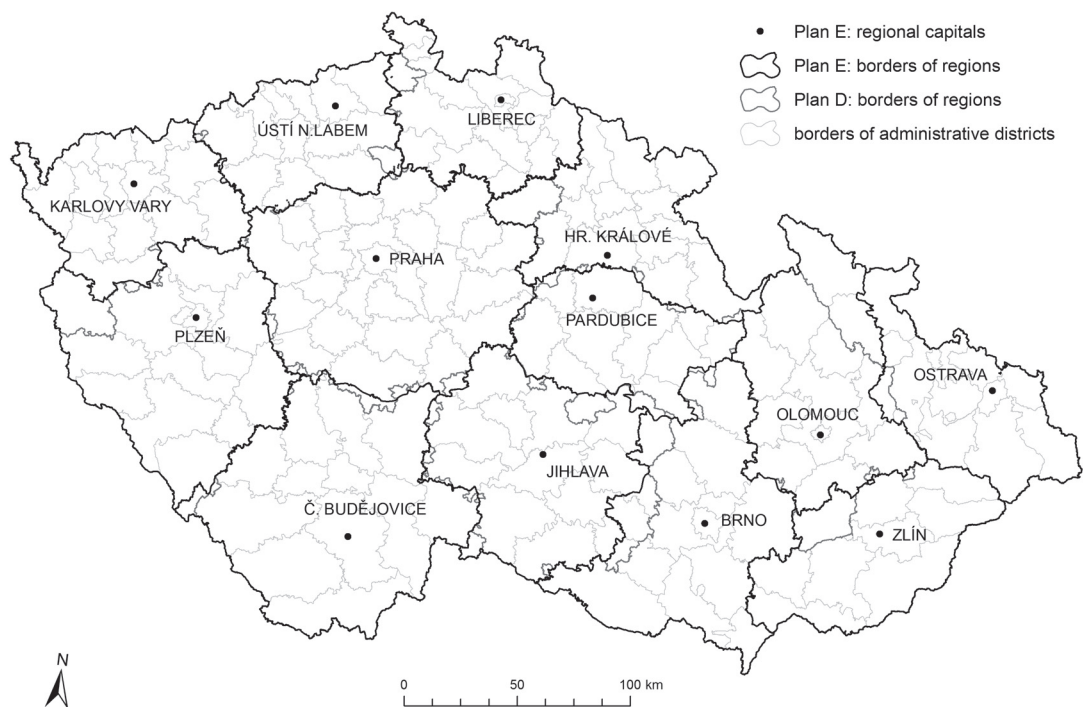 Plan E: regional capitals
Plan E: borders of regions
Plan D: borders of regions
borders of administrative districts
LIBEREC
ÚSTÍ N.LABEM
KARLOVY VARY
HR. KRÁLOVÉ
PRAHA
PARDUBICE
PLZEŇ
OSTRAVA
OLOMOUC
JIHLAVA
Č. BUDĚJOVICE
BRNO
ZLÍN
N
0 50 100 km